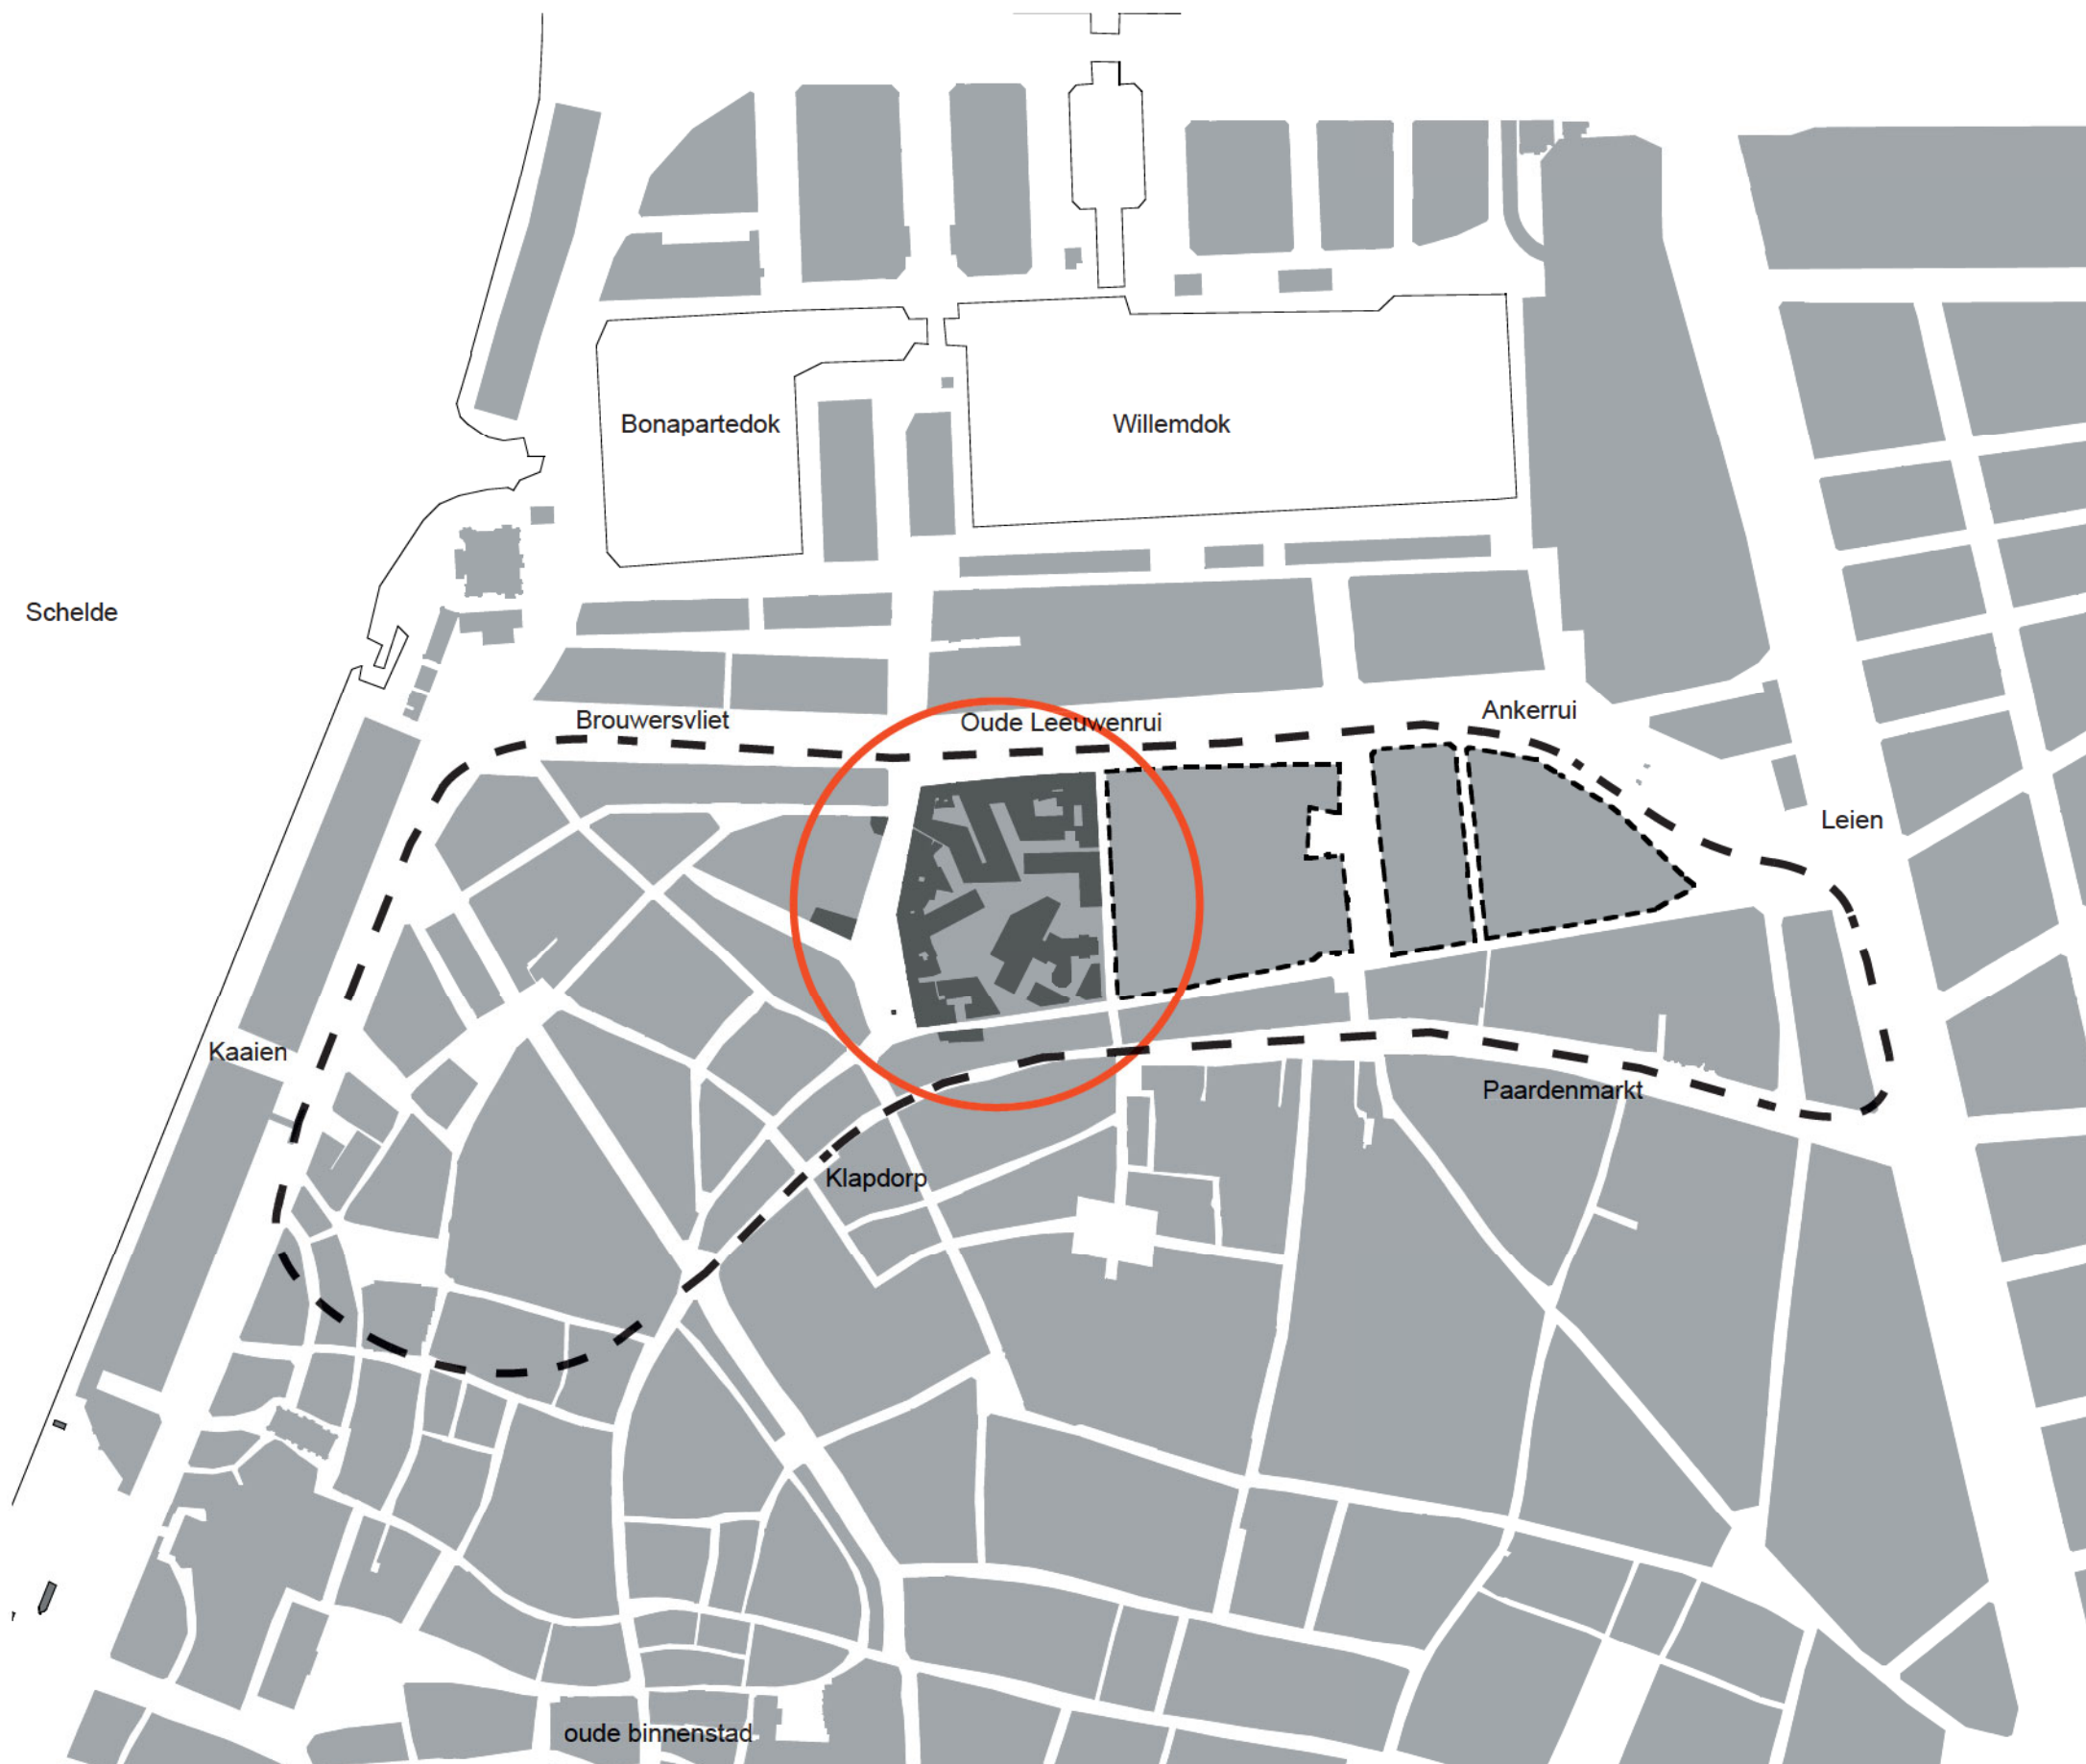 Bonapartedok
Willemdok
Schelde
Ankerrui
Brouwersvliet
Oude Leeuwenrui
Leien
Kaaien
Paardenmarkt
Klapdorp
oude binnenstad